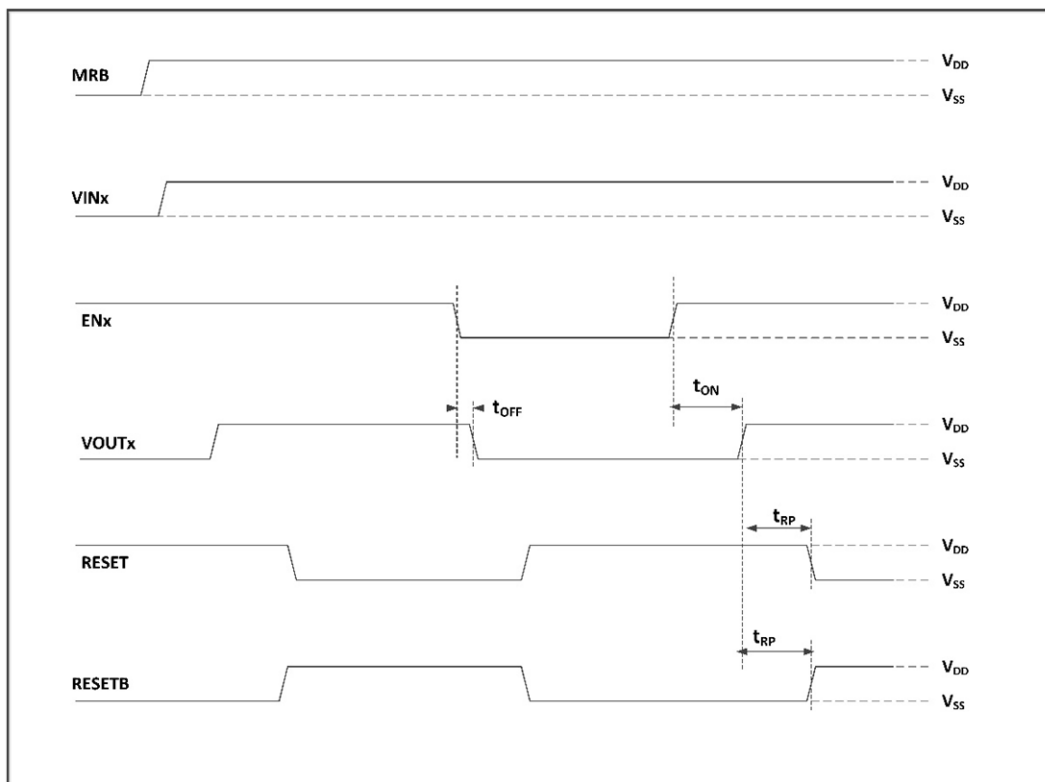 MRB
V_DD
V_SS
VINx
V_DD
V_SS
ENx
V_DD
V_SS
t_OFF
t_ON
VOUTx
V_DD
V_SS
t_RP
RESET
V_DD
V_SS
t_RP
RESETB
V_DD
V_SS